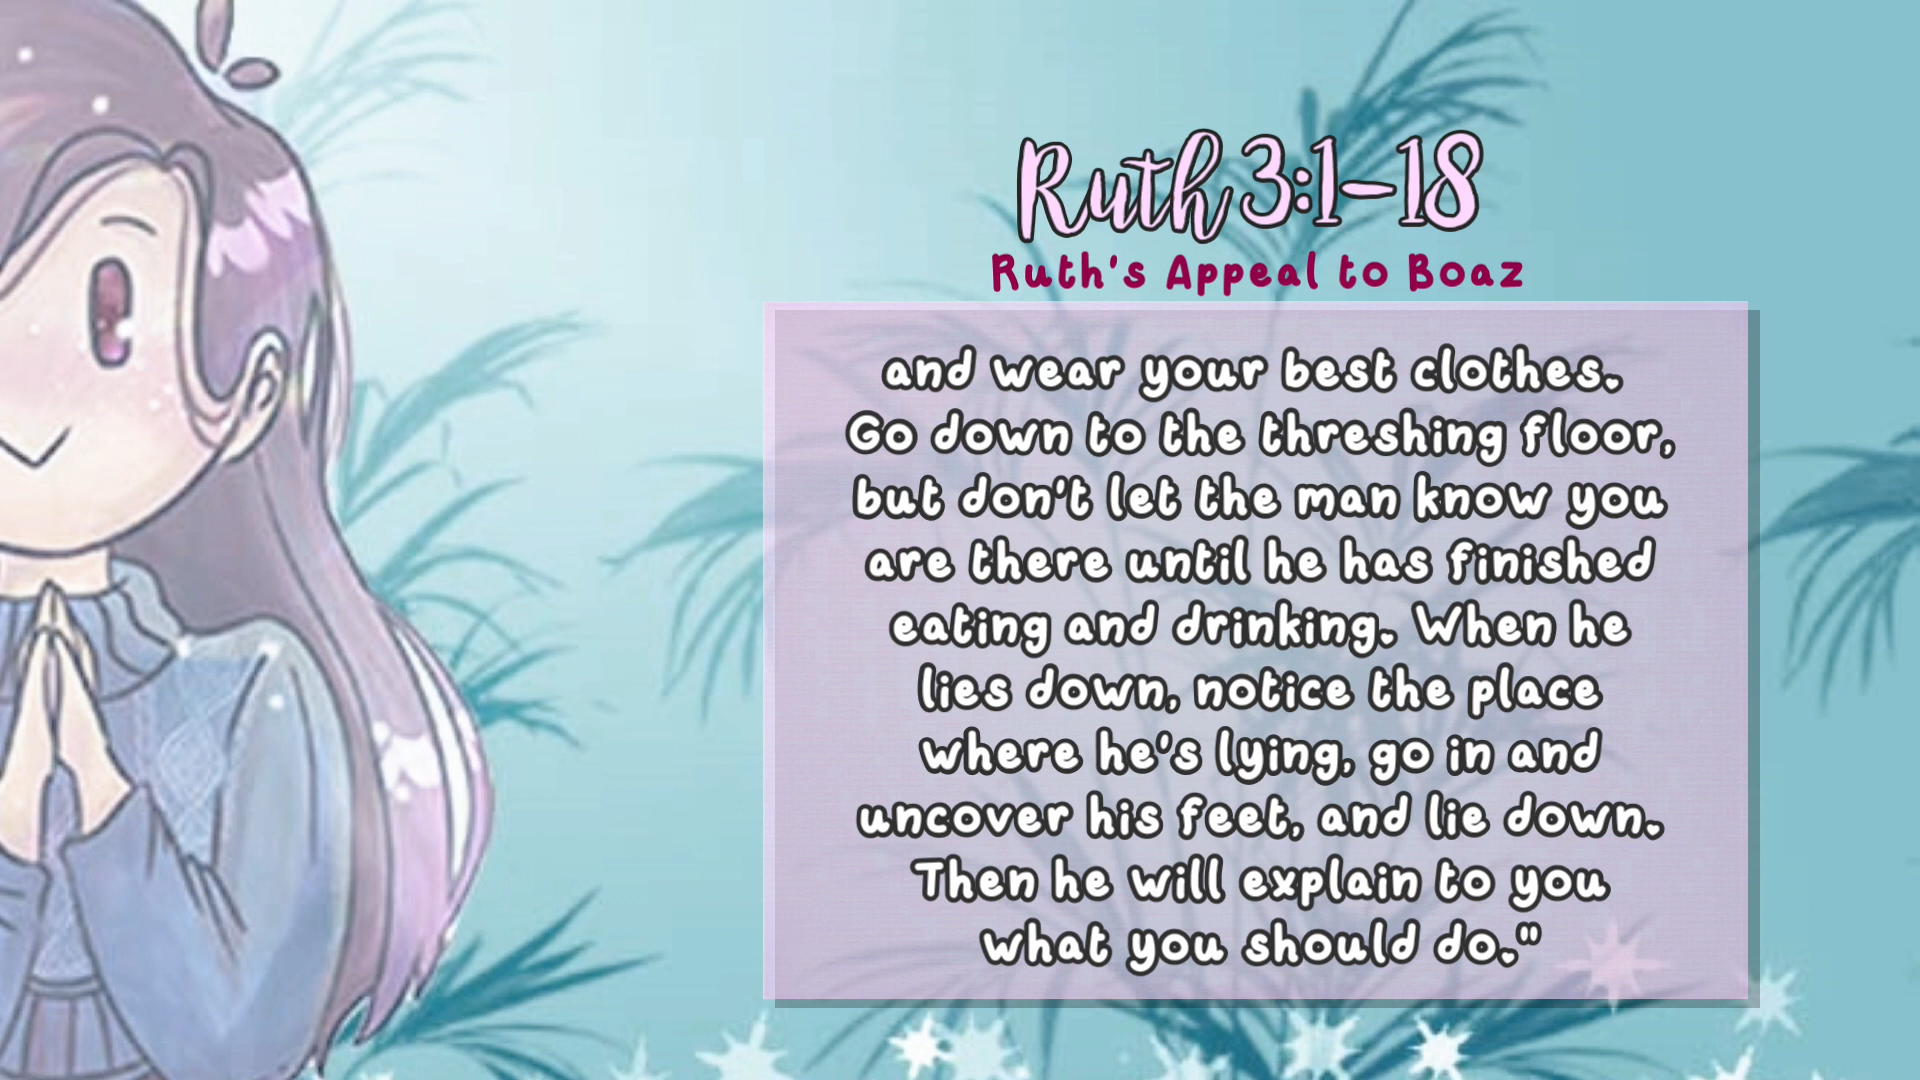 Ruth 3:1-18
Ruth's Appeal to Boaz
and wear your best clothes.
Go down to the threshing floor,
but don't let the man know you
are there until he has finished
eating and drinking. When he
lies down, notice the place
where he's lying, go in and
uncover his feet, and lie down.
Then he will explain to you
what you should do."